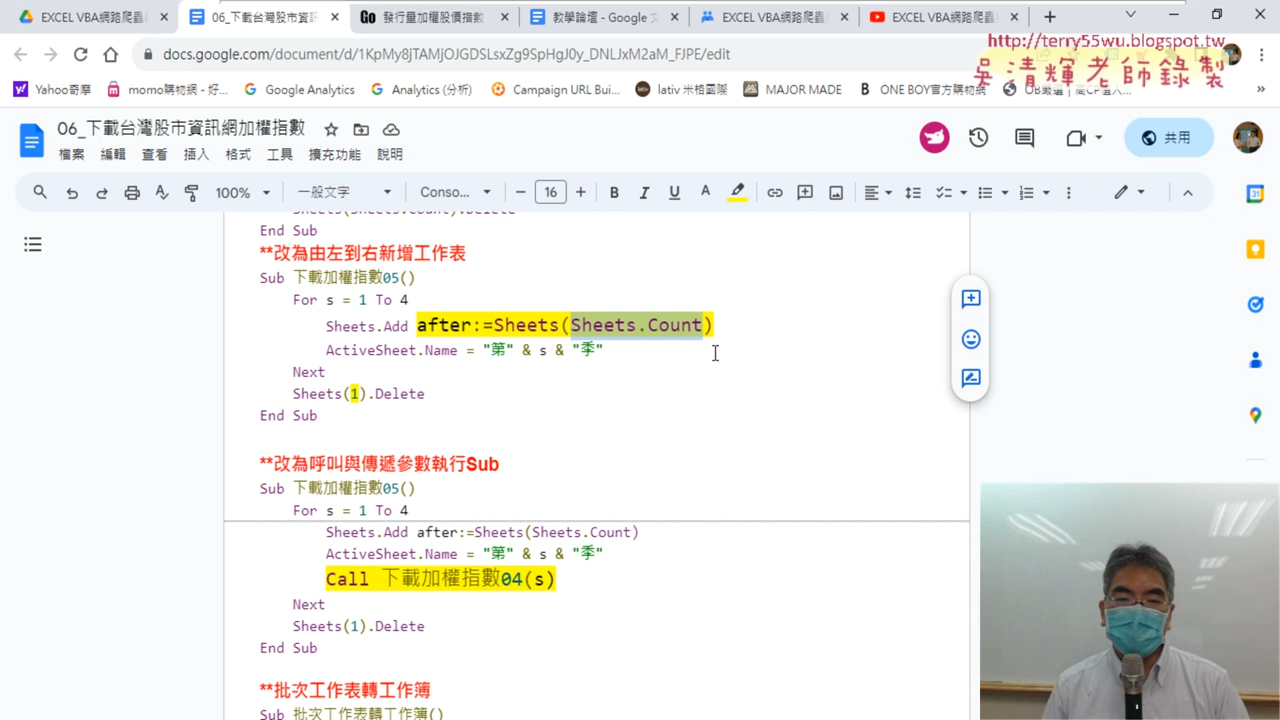 EXCEL VBA網路爬蟲
06_下載台灣股市資訊
發行量加權股價指數
教學論壇 - Google 文
EXCEL VBA網路爬蟲
EXCEL VBA網路爬蟲
docs.google.com/document/d/1KpMy8jTAMjOJGDSLsxZg9SpHgJ0y_DNLJxM2aM_FJPE/edit
http://terry55wu.blogspot.tw
吳清輝老師錄製
Yahoo奇摩
momo購物網 - 好...
Google Analytics
Analytics (分析)
Campaign URL Bui...
lativ 米格國際
MAJOR MADE
ONE BOY官方購物網
06_下載台灣股市資訊網加權指數
共用
檔案 編輯 查看 插入 格式 工具 擴充功能 說明
100% 一般文字 Conso... 16 B I U A
Sheets(Sheets.Count).Delete
End Sub
**改為由左到右新增工作表
Sub 下載加權指數05()
For s = 1 To 4
Sheets.Add after:=Sheets(Sheets.Count)
ActiveSheet.Name = "第" & s & "季"
Next
Sheets(1).Delete
End Sub
**改為呼叫與傳遞參數執行Sub
Sub 下載加權指數05()
For s = 1 To 4
Sheets.Add after:=Sheets(Sheets.Count)
ActiveSheet.Name = "第" & s & "季"
Call 下載加權指數04(s)
Next
Sheets(1).Delete
End Sub
**批次工作表轉工作簿
Sub 批次工作表轉工作簿()